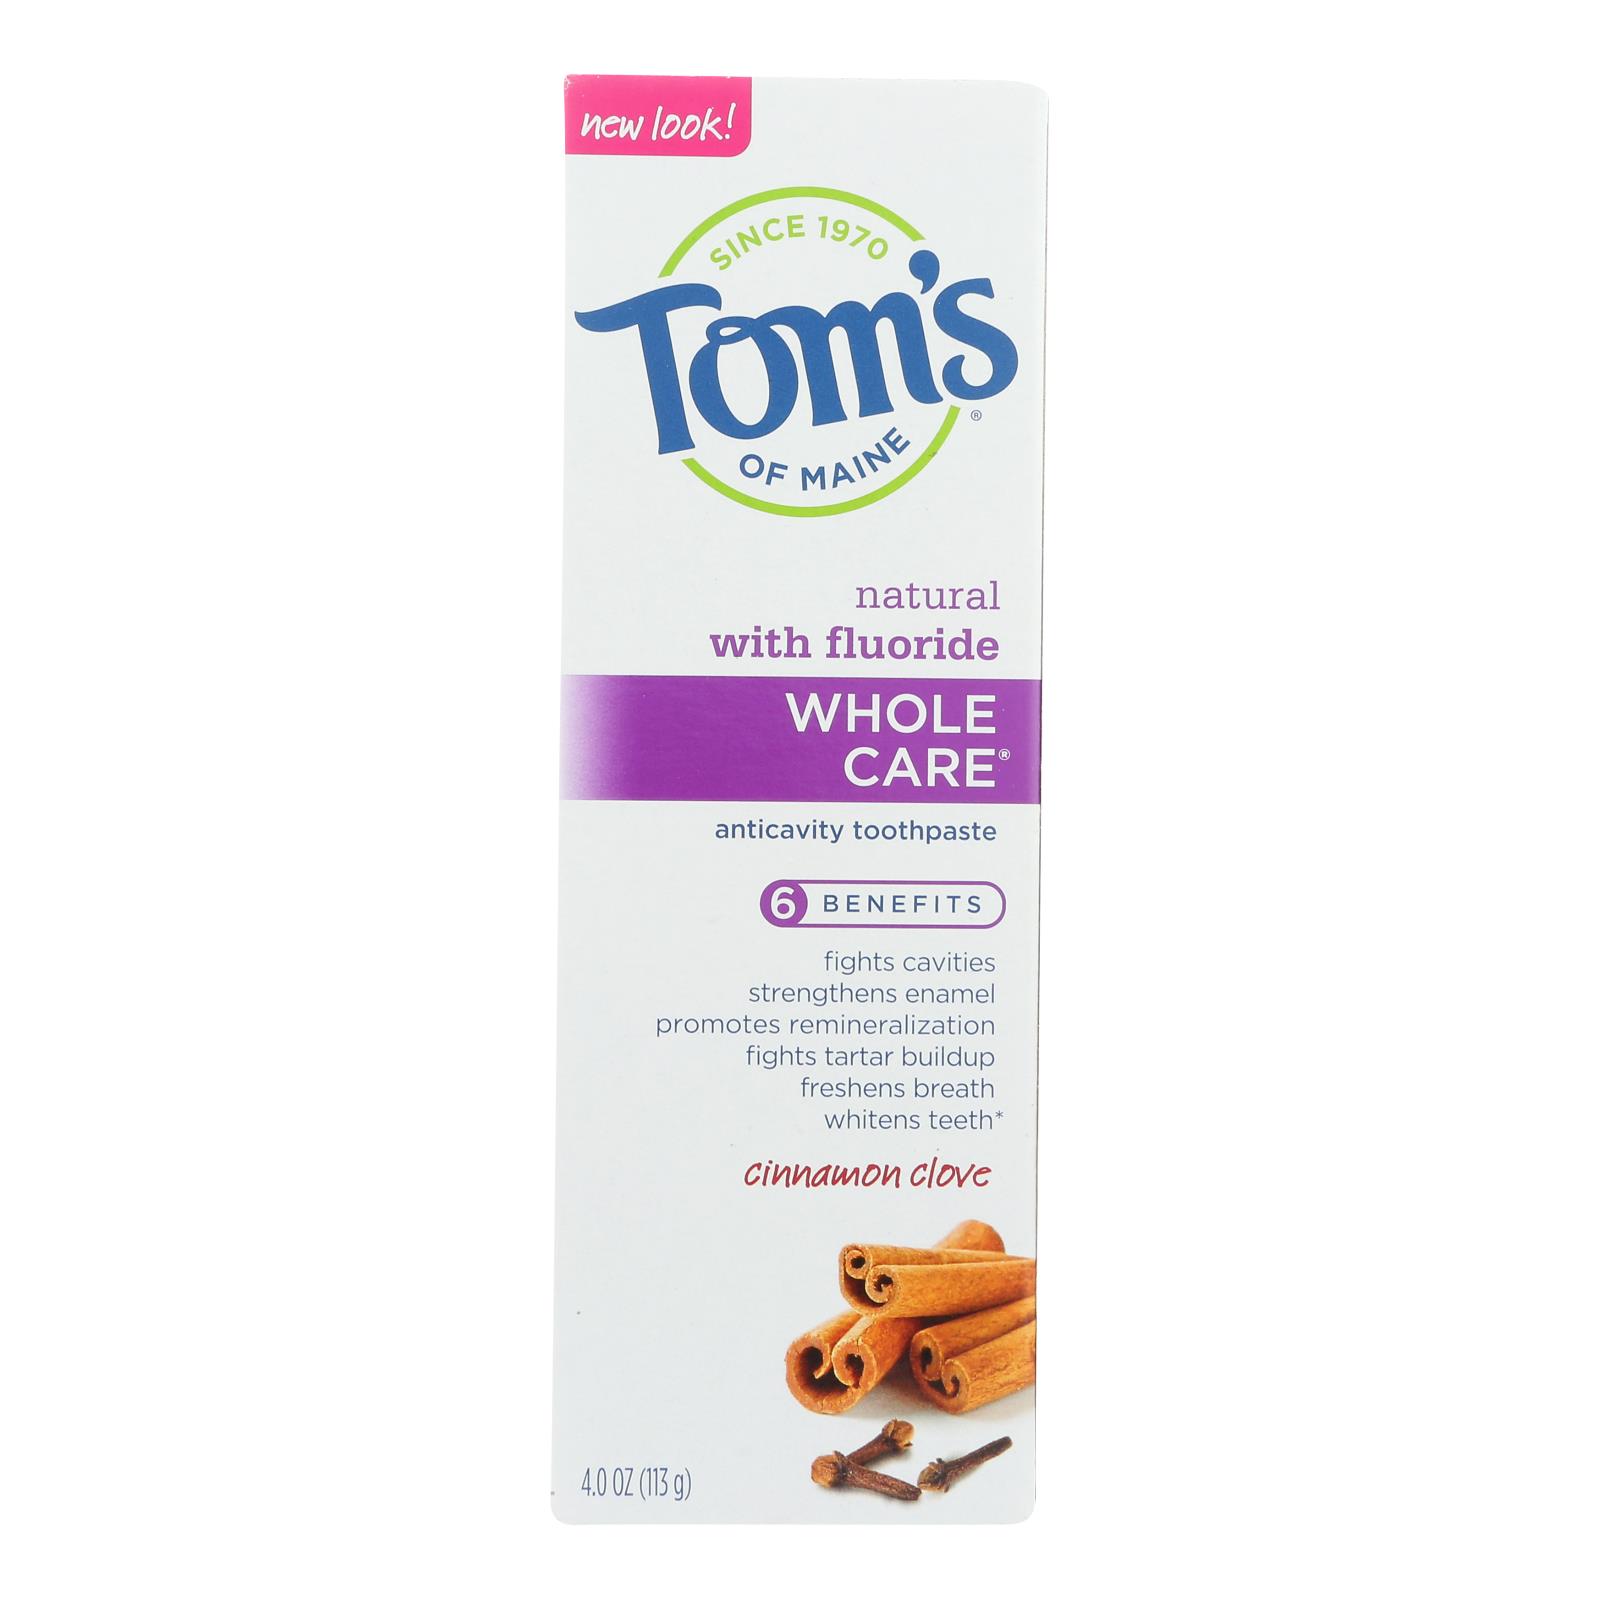 new look!
SINCE 1970
Tom's
®
OF MAINE
natural
with fluoride
WHOLE
CARE®
anticavity toothpaste
6 BENEFITS
fights cavities
strengthens enamel
promotes remineralization
fights tartar buildup
freshens breath
whitens teeth*
cinnamon clove
4.0 OZ (113 g)